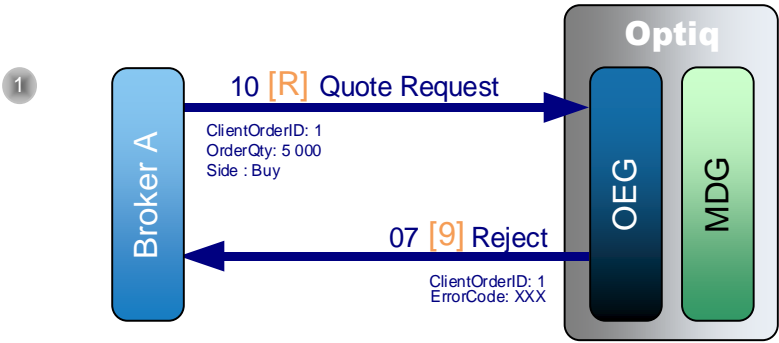 Optiq
1
10 [R] Quote Request
ClientOrderID: 1
OrderQty: 5 000
Side : Buy
Broker A
OEG
MDG
07 [9] Reject
ClientOrderID: 1
ErrorCode: XXX